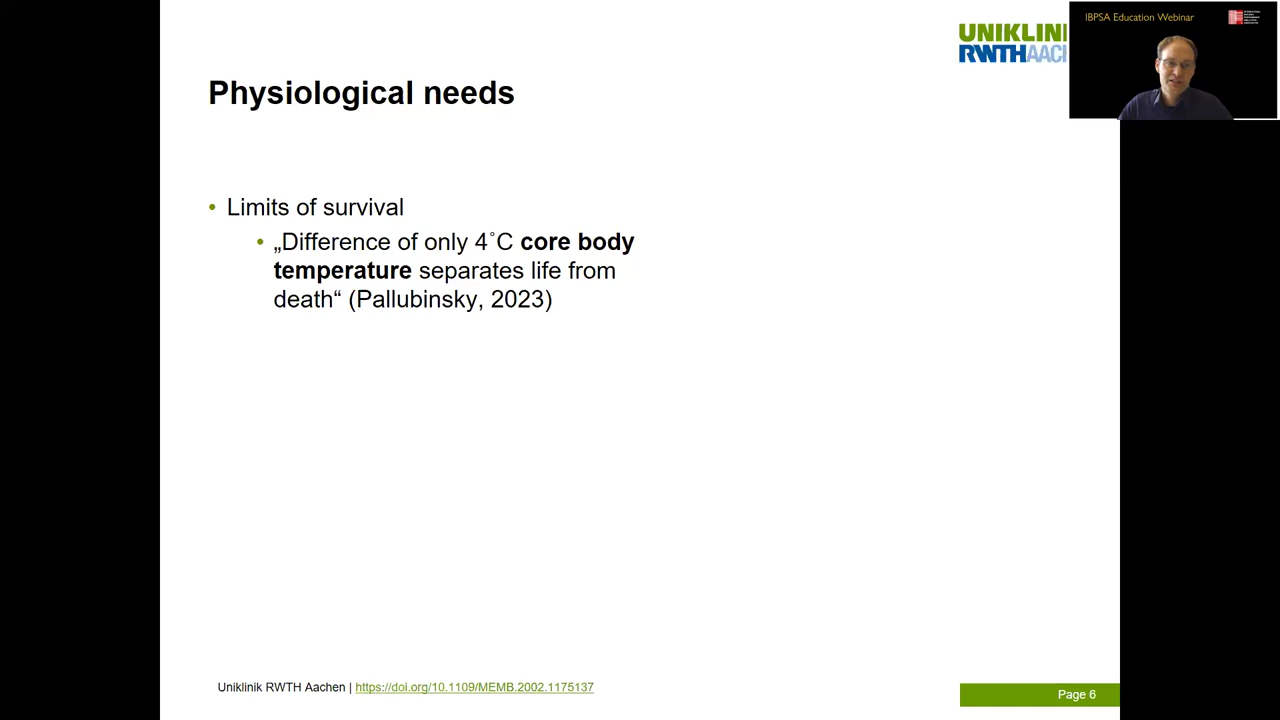 IBPSA Education Webinar
UNIKLINI
RWTHAACH
Physiological needs
• Limits of survival
• „Difference of only 4°C core body
temperature separates life from
death“ (Pallubinsky, 2023)
Uniklinik RWTH Aachen | https://doi.org/10.1109/MEMB.2002.1175137
Page 6